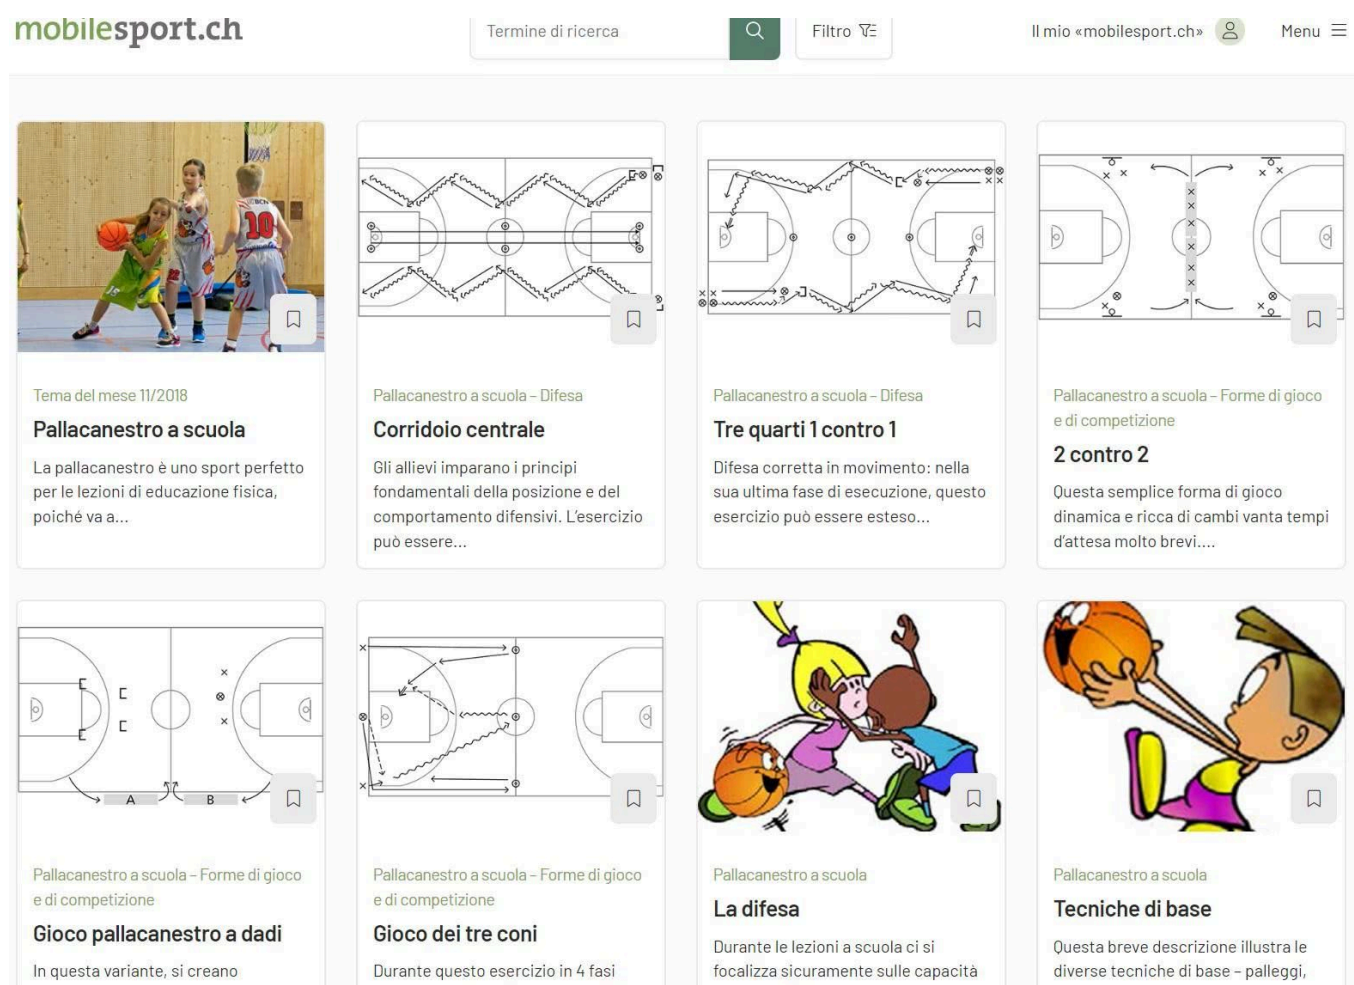 mobilesport.ch
Termine di ricerca
Filtro
Il mio «mobilesport.ch»
Menu
Tema del mese 11/2018
Pallacanestro a scuola
La pallacanestro è uno sport perfetto
per le lezioni di educazione fisica,
poiché va a...
Pallacanestro a scuola – Difesa
Corridoio centrale
Gli allievi imparano i principi
fondamentali della posizione e del
comportamento difensivi. L’esercizio
può essere...
Pallacanestro a scuola – Difesa
Tre quarti 1 contro 1
Difesa corretta in movimento: nella
sua ultima fase di esecuzione, questo
esercizio può essere esteso...
Pallacanestro a scuola – Forme di gioco
e di competizione
2 contro 2
Questa semplice forma di gioco
dinamica e ricca di cambi vanta tempi
d’attesa molto brevi....
10
A
B
Pallacanestro a scuola – Forme di gioco
e di competizione
Gioco pallacanestro a dadi
In questa variante, si creano
Pallacanestro a scuola – Forme di gioco
e di competizione
Gioco dei tre coni
Durante questo esercizio in 4 fasi
Pallacanestro a scuola
La difesa
Durante le lezioni a scuola ci si
focalizza sicuramente sulle capacità
Pallacanestro a scuola
Tecniche di base
Questa breve descrizione illustra le
diverse tecniche di base – palleggi,